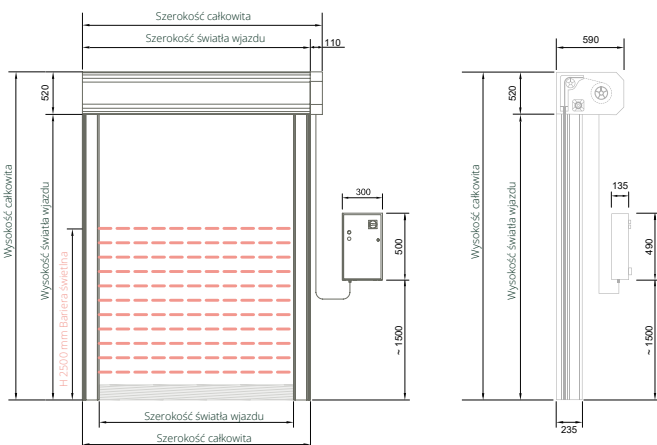 Szerokość całkowita
Szerokość światła wjazdu
110
520
Wysokość całkowita
Wysokość światła wjazdu
H 2500 mm Bariera świetlna
300
500
~ 1500
Szerokość światła wjazdu
Szerokość całkowita
590
520
Wysokość całkowita
Wysokość światła wjazdu
135
490
~ 1500
235